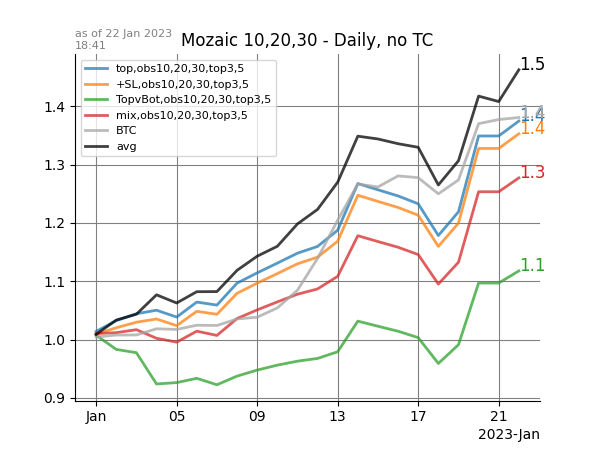 as of 22 Jan 2023
18:41
Mozaic 10,20,30 - Daily, no TC
top,obs10,20,30,top3,5
+SL,obs10,20,30,top3,5
TopvBot,obs10,20,30,top3,5
mix,obs10,20,30,top3,5
BTC
avg
1.5
1.4
1.4
1.4
1.3
1.1
1.4
1.3
1.2
1.1
1.0
0.9
Jan
05
09
13
17
21
2023-Jan